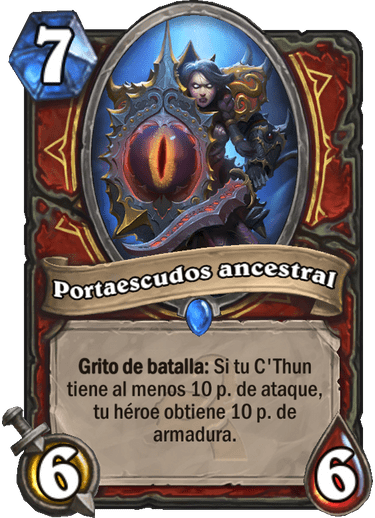 7
Portaescudos ancestral
Grito de batalla: Si tu C'Thun
tiene al menos 10 p. de ataque,
tu héroe obtiene 10 p. de
armadura.
6
6